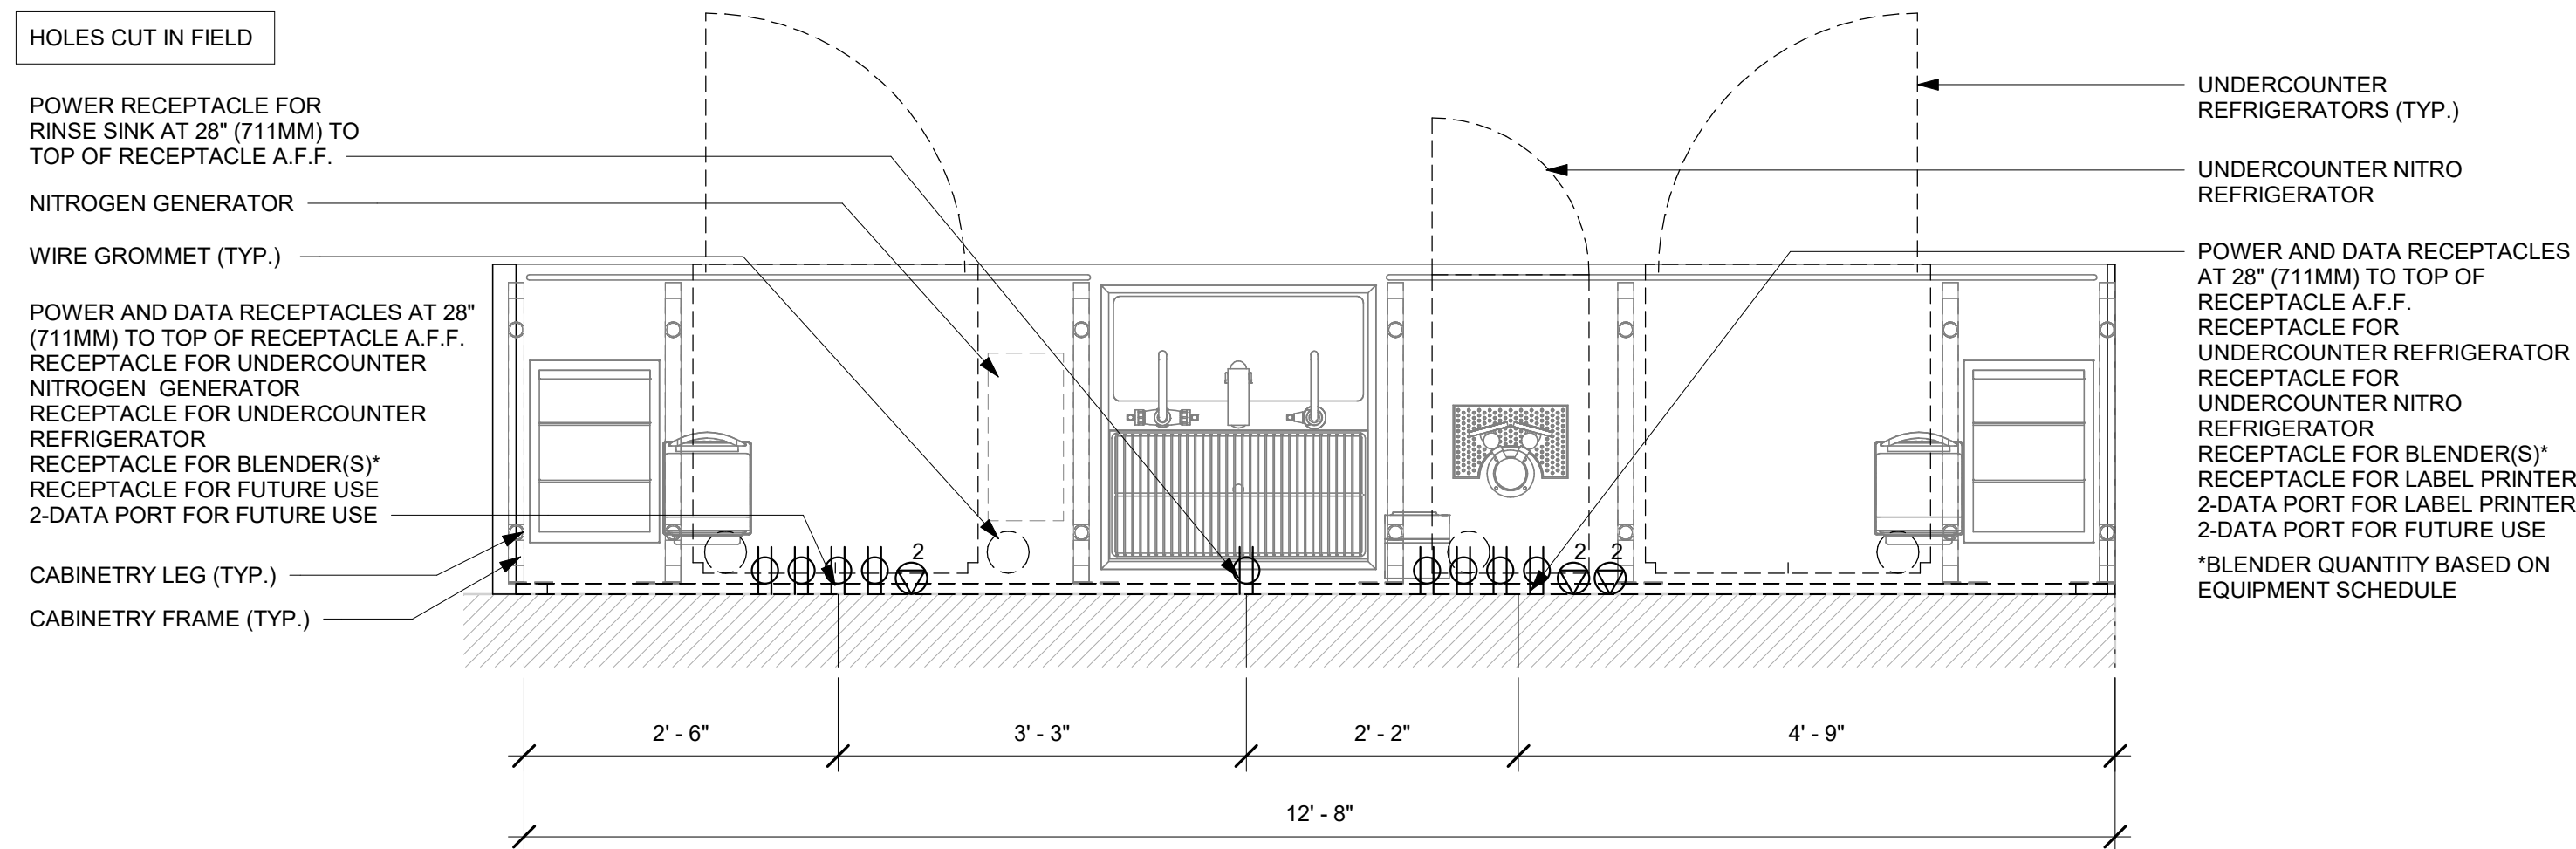 HOLES CUT IN FIELD
POWER RECEPTACLE FOR
RINSE SINK AT 28" (711MM) TO
TOP OF RECEPTACLE A.F.F.
NITROGEN GENERATOR
WIRE GROMMET (TYP.)
POWER AND DATA RECEPTACLES AT 28"
(711MM) TO TOP OF RECEPTACLE A.F.F.
RECEPTACLE FOR UNDERCOUNTER
NITROGEN GENERATOR
RECEPTACLE FOR UNDERCOUNTER
REFRIGERATOR
RECEPTACLE FOR BLENDER(S)*
RECEPTACLE FOR FUTURE USE
2-DATA PORT FOR FUTURE USE
CABINETRY LEG (TYP.)
CABINETRY FRAME (TYP.)
2
2
2
UNDERCOUNTER
REFRIGERATORS (TYP.)
UNDERCOUNTER NITRO
REFRIGERATOR
POWER AND DATA RECEPTACLES
AT 28" (711MM) TO TOP OF
RECEPTACLE A.F.F.
RECEPTACLE FOR
UNDERCOUNTER REFRIGERATOR
RECEPTACLE FOR
UNDERCOUNTER NITRO
REFRIGERATOR
RECEPTACLE FOR BLENDER(S)*
RECEPTACLE FOR LABEL PRINTER
2-DATA PORT FOR LABEL PRINTER
2-DATA PORT FOR FUTURE USE
*BLENDER QUANTITY BASED ON
EQUIPMENT SCHEDULE
2' - 6"
3' - 3"
2' - 2"
4' - 9"
12' - 8"